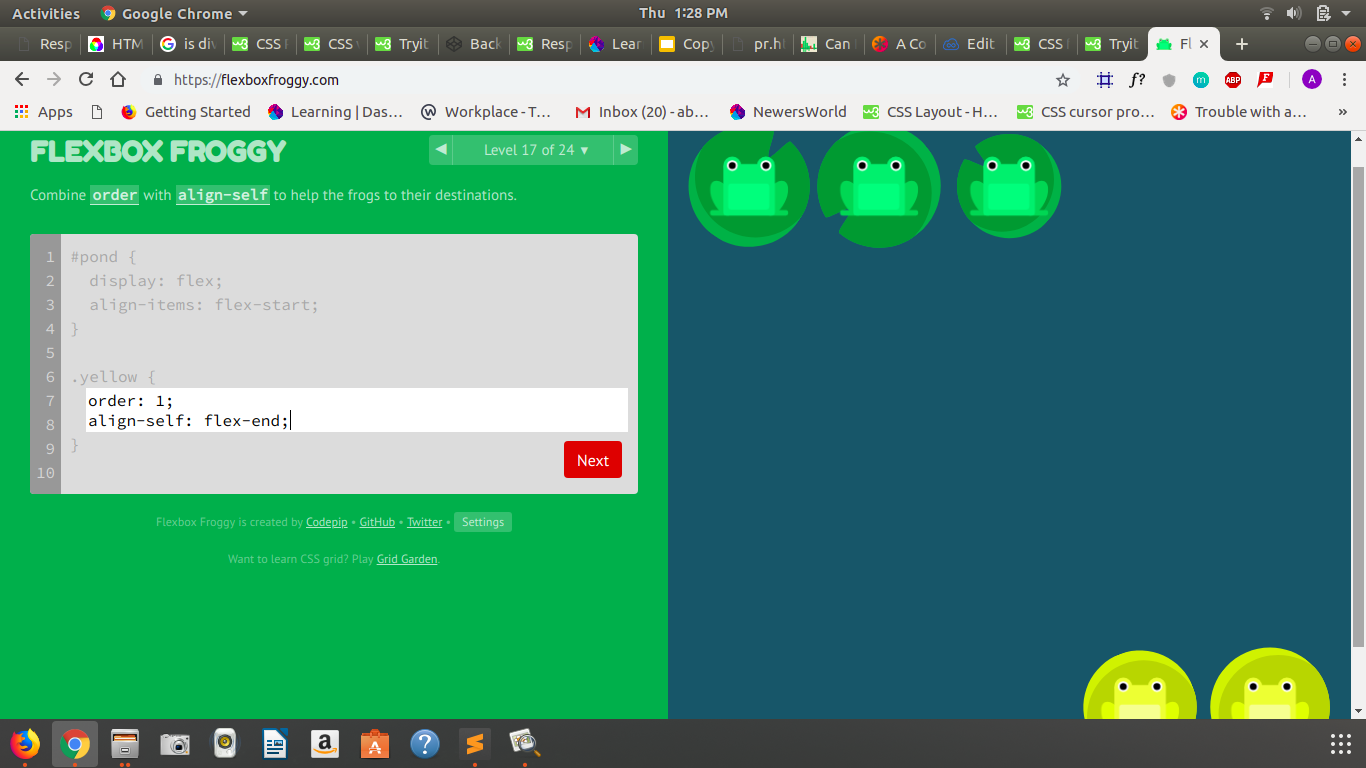 Activities Google Chrome Thu 1:28 PM
Resp HTM is div CSS CSS Tryit Back Resp Lear Copy pr.h Can A Co Edit CSS Tryit Fl
https://flexboxfroggy.com f? m ABP F A
Apps Getting Started Learning | Das... Workplace - T... Inbox (20) - ab... NewersWorld CSS Layout - H... CSS cursor pro... Trouble with a... »
FLEXBOX FROGGY
Level 17 of 24 ▾
Combine order with align-self to help the frogs to their destinations.
1 #pond {
2 display: flex;
3 align-items: flex-start;
4 }
5
6 .yellow {
7 order: 1;
8 align-self: flex-end;
9 }
10
Next
Flexbox Froggy is created by Codepip • GitHub • Twitter • Settings
Want to learn CSS grid? Play Grid Garden.